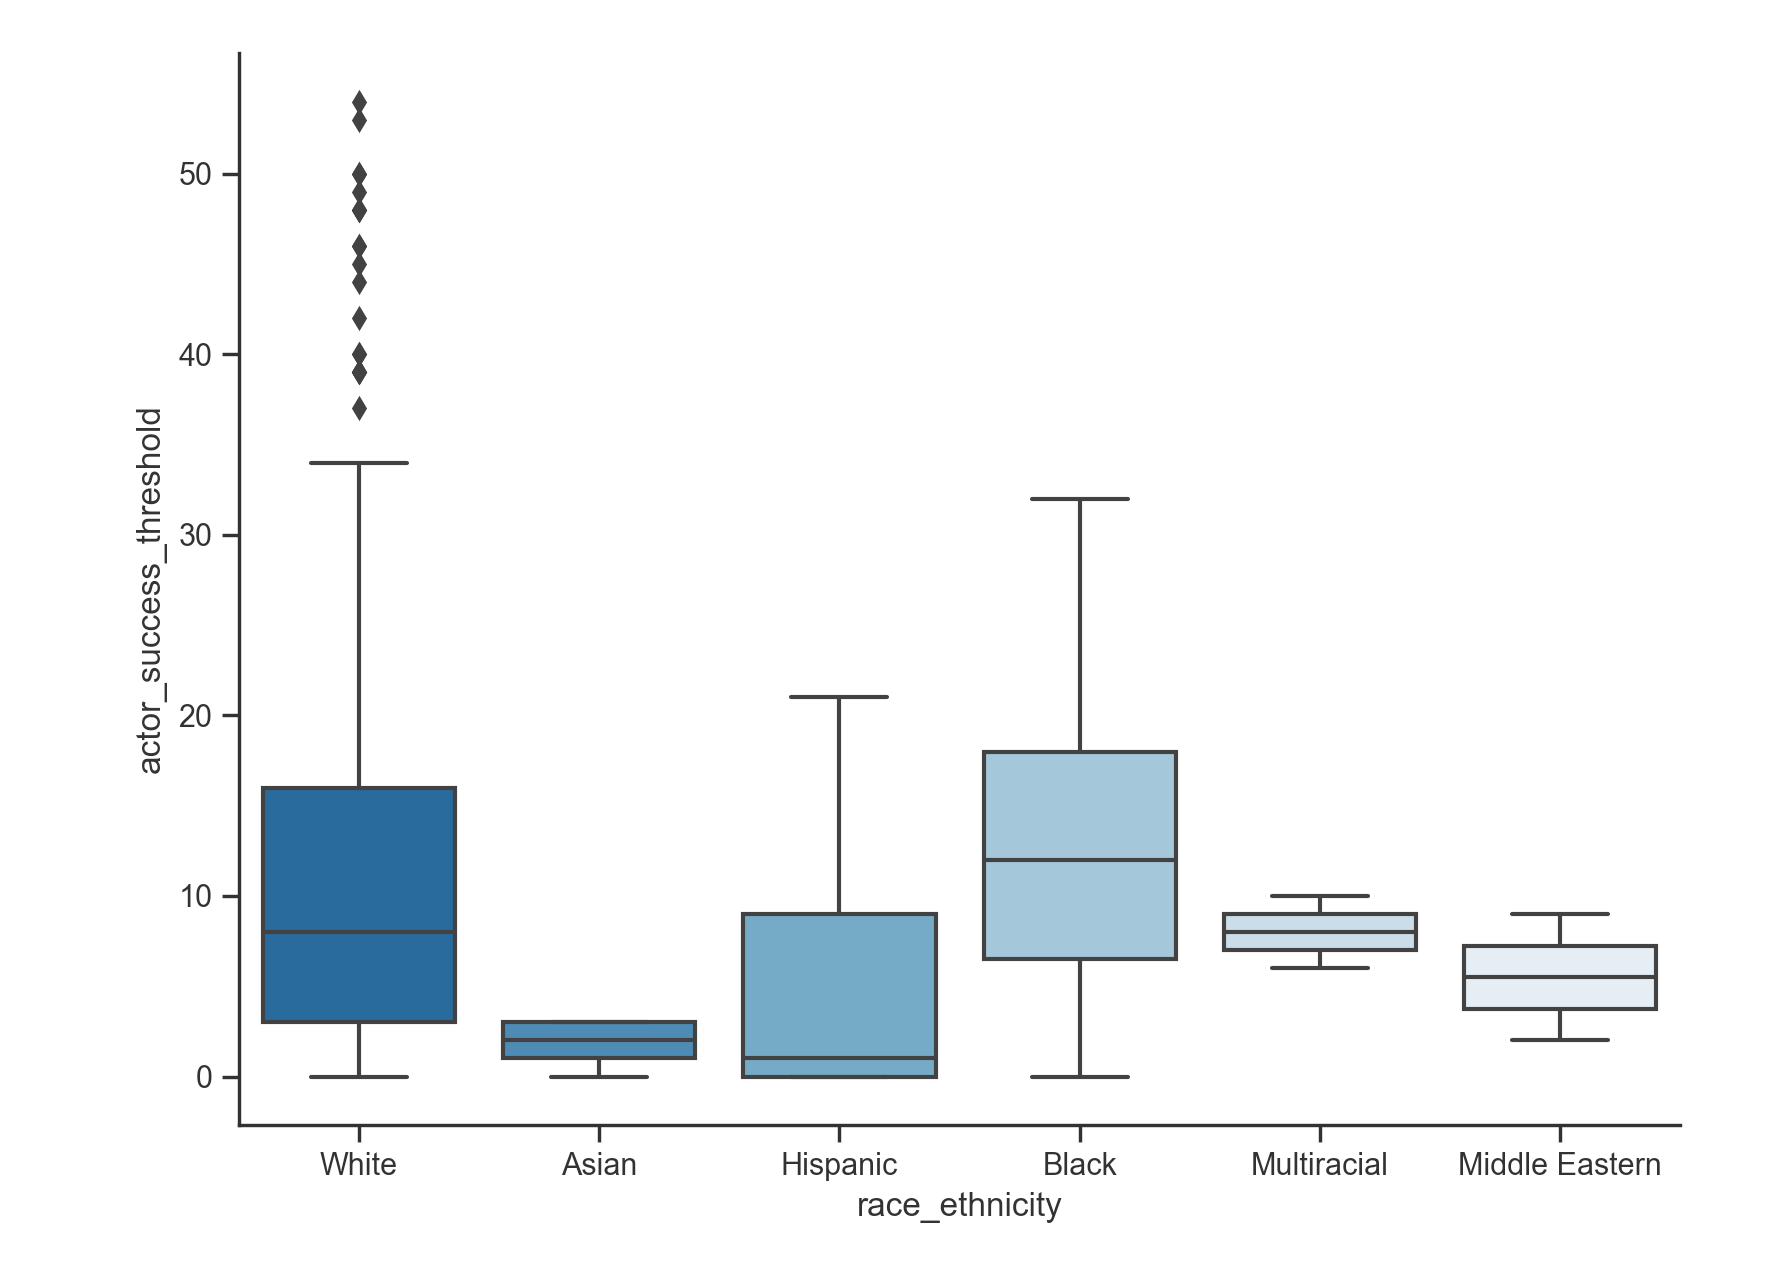 actor_success_threshold
50
40
30
20
10
0
White Asian Hispanic Black Multiracial Middle Eastern
race_ethnicity